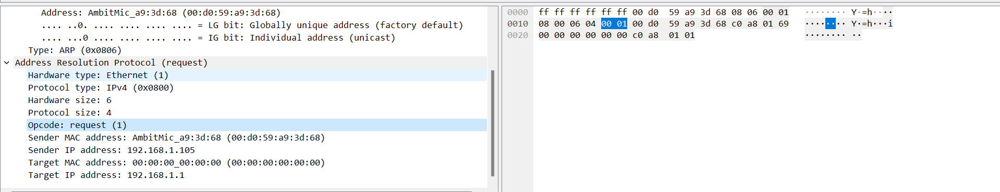 Address: AmbitMic_a9:3d:68 (00:d0:59:a9:3d:68)
.... ..0. .... .... .... .... = LG bit: Globally unique address (factory default)
.... ...0 .... .... .... .... = IG bit: Individual address (unicast)
Type: ARP (0x0806)
Address Resolution Protocol (request)
Hardware type: Ethernet (1)
Protocol type: IPv4 (0x0800)
Hardware size: 6
Protocol size: 4
Opcode: request (1)
Sender MAC address: AmbitMic_a9:3d:68 (00:d0:59:a9:3d:68)
Sender IP address: 192.168.1.105
Target MAC address: 00:00:00_00:00:00 (00:00:00:00:00:00)
Target IP address: 192.168.1.1
0000 ff ff ff ff ff ff 00 d0 59 a9 3d 68 08 06 00 01 ········ Y·=h····
0010 08 00 06 04 00 01 00 d0 59 a9 3d 68 c0 a8 01 69 ········ Y·=h···i
0020 00 00 00 00 00 00 c0 a8 01 01 ········ ··